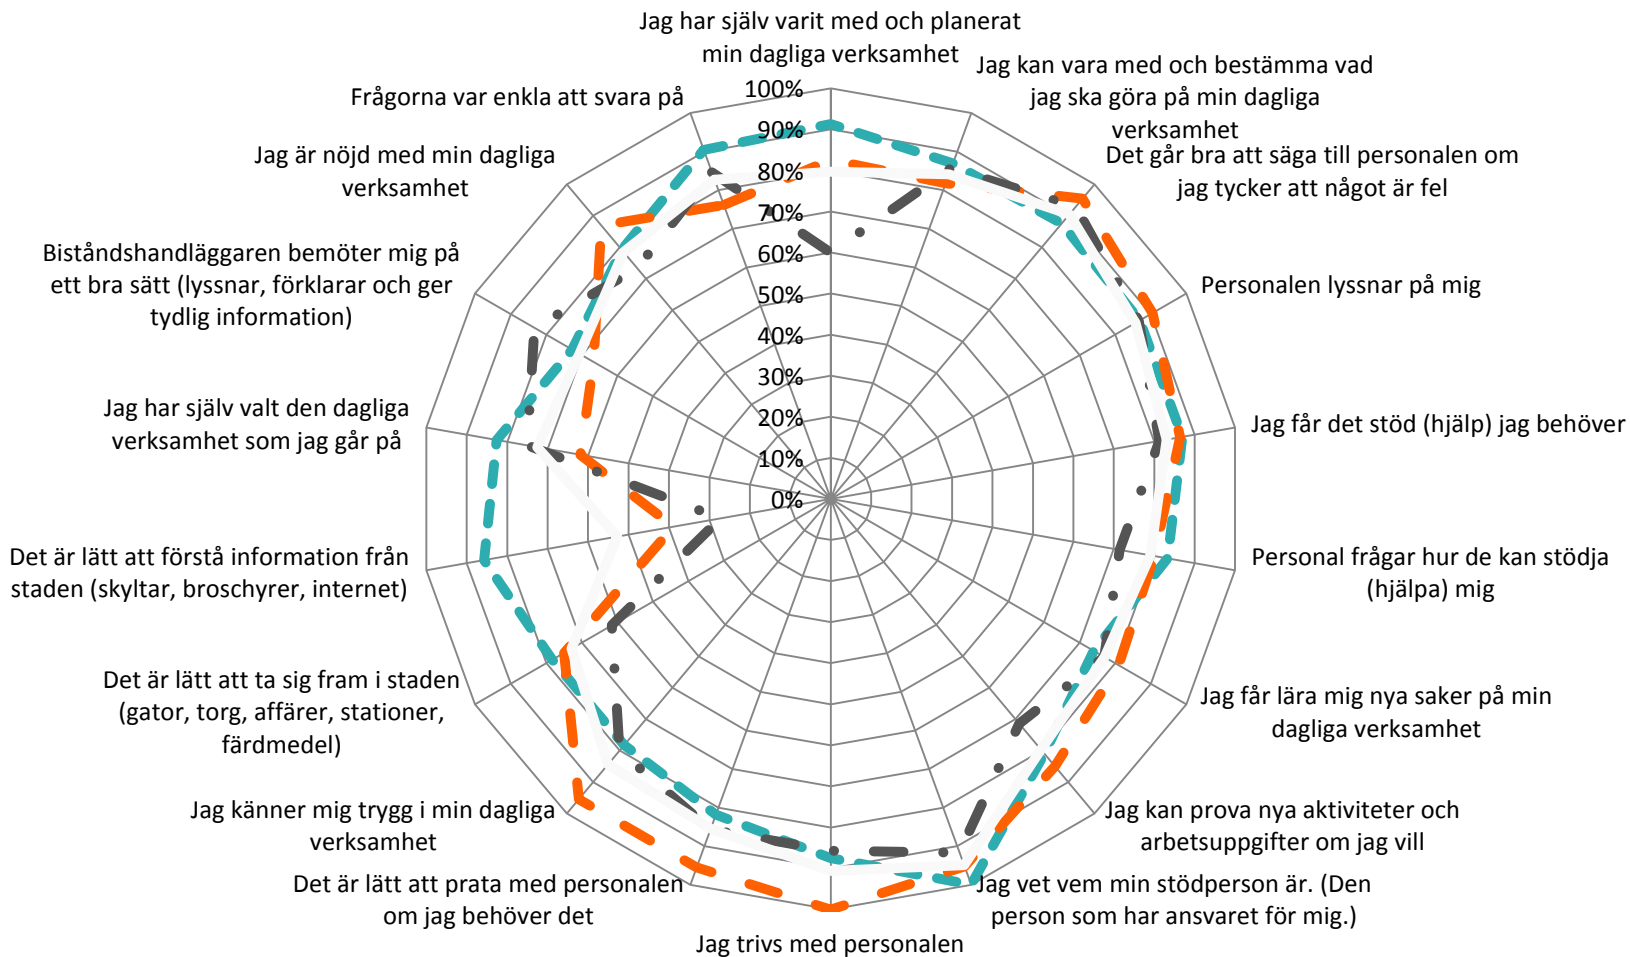 Jag har själv varit med och planerat
min dagliga verksamhet
Jag kan vara med och bestämma vad
jag ska göra på min dagliga
verksamhet
Det går bra att säga till personalen om
jag tycker att något är fel
Personalen lyssnar på mig
Jag får det stöd (hjälp) jag behöver
Personal frågar hur de kan stödja
(hjälpa) mig
Jag får lära mig nya saker på min
dagliga verksamhet
Jag kan prova nya aktiviteter och
arbetsuppgifter om jag vill
Jag vet vem min stödperson är. (Den
person som har ansvaret för mig.)
Jag trivs med personalen
Det är lätt att prata med personalen
om jag behöver det
Jag känner mig trygg i min dagliga
verksamhet
Det är lätt att ta sig fram i staden
(gator, torg, affärer, stationer,
färdmedel)
Det är lätt att förstå information från
staden (skyltar, broschyrer, internet)
Jag har själv valt den dagliga
verksamhet som jag går på
Biståndshandläggaren bemöter mig på
ett bra sätt (lyssnar, förklarar och ger
tydlig information)
Jag är nöjd med min dagliga
verksamhet
Frågorna var enkla att svara på
100%
90%
80%
70%
60%
50%
40%
30%
20%
10%
0%